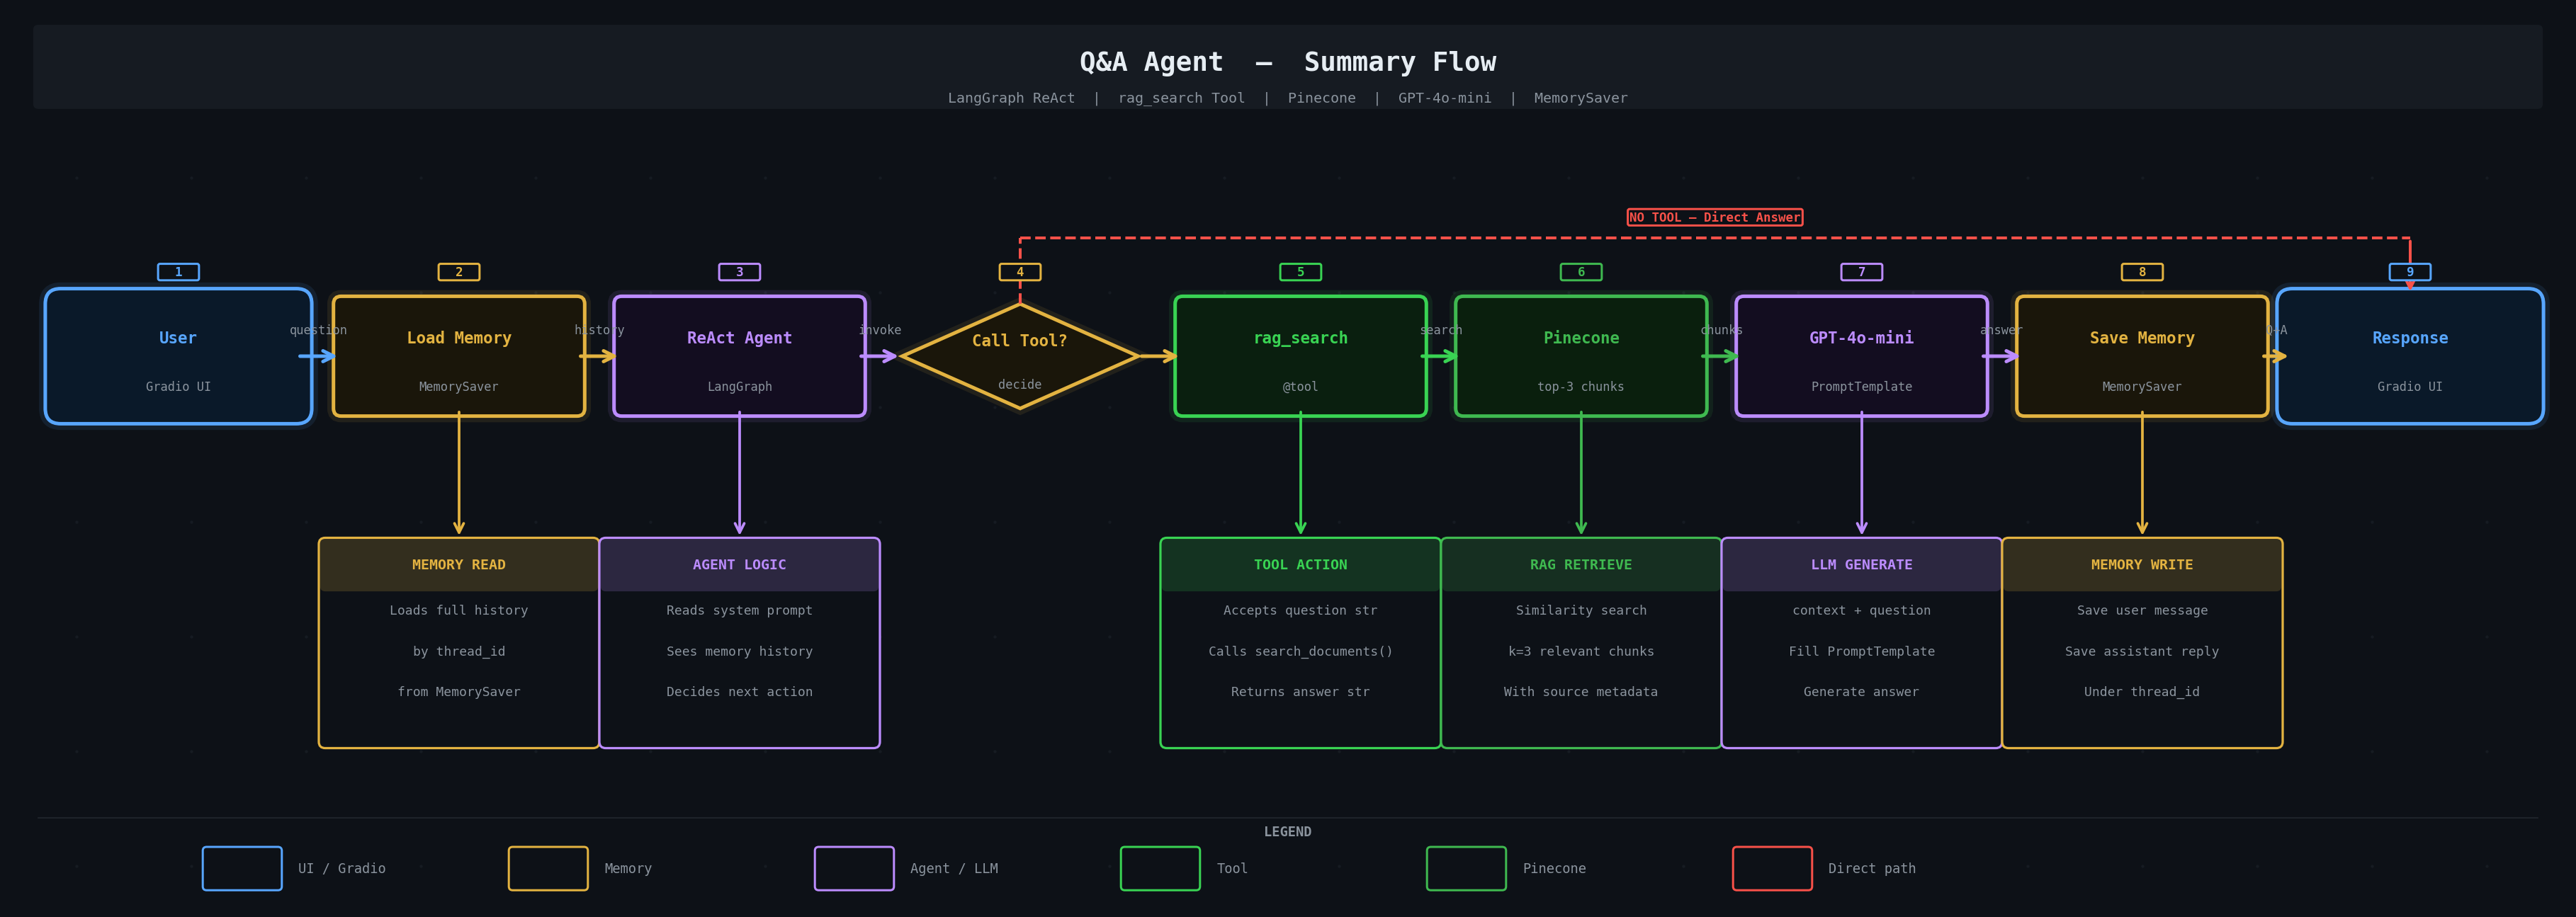 Q&A Agent — Summary Flow
LangGraph ReAct | rag_search Tool | Pinecone | GPT-4o-mini | MemorySaver
NO TOOL — Direct Answer
1
User
Gradio UI
question
2
Load Memory
MemorySaver
history
3
ReAct Agent
LangGraph
invoke
4
Call Tool?
decide
5
rag_search
@tool
search
6
Pinecone
top-3 chunks
chunks
7
GPT-4o-mini
PromptTemplate
answer
8
Save Memory
MemorySaver
Q+A
9
Response
Gradio UI
MEMORY READ
Loads full history
by thread_id
from MemorySaver
AGENT LOGIC
Reads system prompt
Sees memory history
Decides next action
TOOL ACTION
Accepts question str
Calls search_documents()
Returns answer str
RAG RETRIEVE
Similarity search
k=3 relevant chunks
With source metadata
LLM GENERATE
context + question
Fill PromptTemplate
Generate answer
MEMORY WRITE
Save user message
Save assistant reply
Under thread_id
LEGEND
UI / Gradio
Memory
Agent / LLM
Tool
Pinecone
Direct path